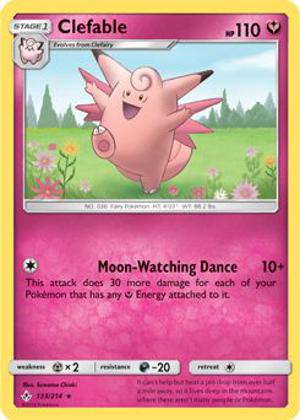 STAGE 1
Clefable
HP 110
Evolves from Clefairy
NO. 036 Fairy Pokémon HT: 4'03" WT: 88.2 lbs.
Moon-Watching Dance 10+
This attack does 30 more damage for each of
your Pokémon that has any Energy attached to it.
weakness ×2 resistance -20 retreat
Illus. Sawamo Chiaki
133/214
It can't help but hear a pin drop from over half
a mile away, so it lives deep in the mountains
where there aren't many people or Pokémon.